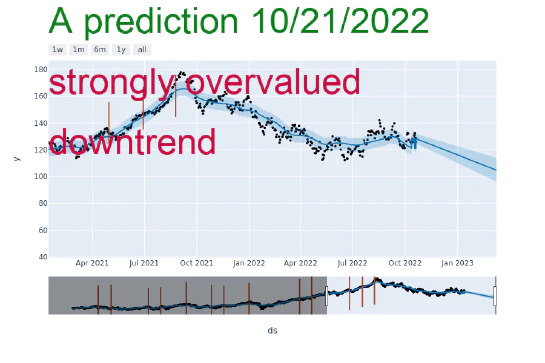 A prediction 10/21/2022
1w 1m 6m 1y all
strongly overvalued
downtrend
y
180
160
140
120
100
80
60
40
Apr 2021 Jul 2021 Oct 2021 Jan 2022 Apr 2022 Jul 2022 Oct 2022 Jan 2023
ds